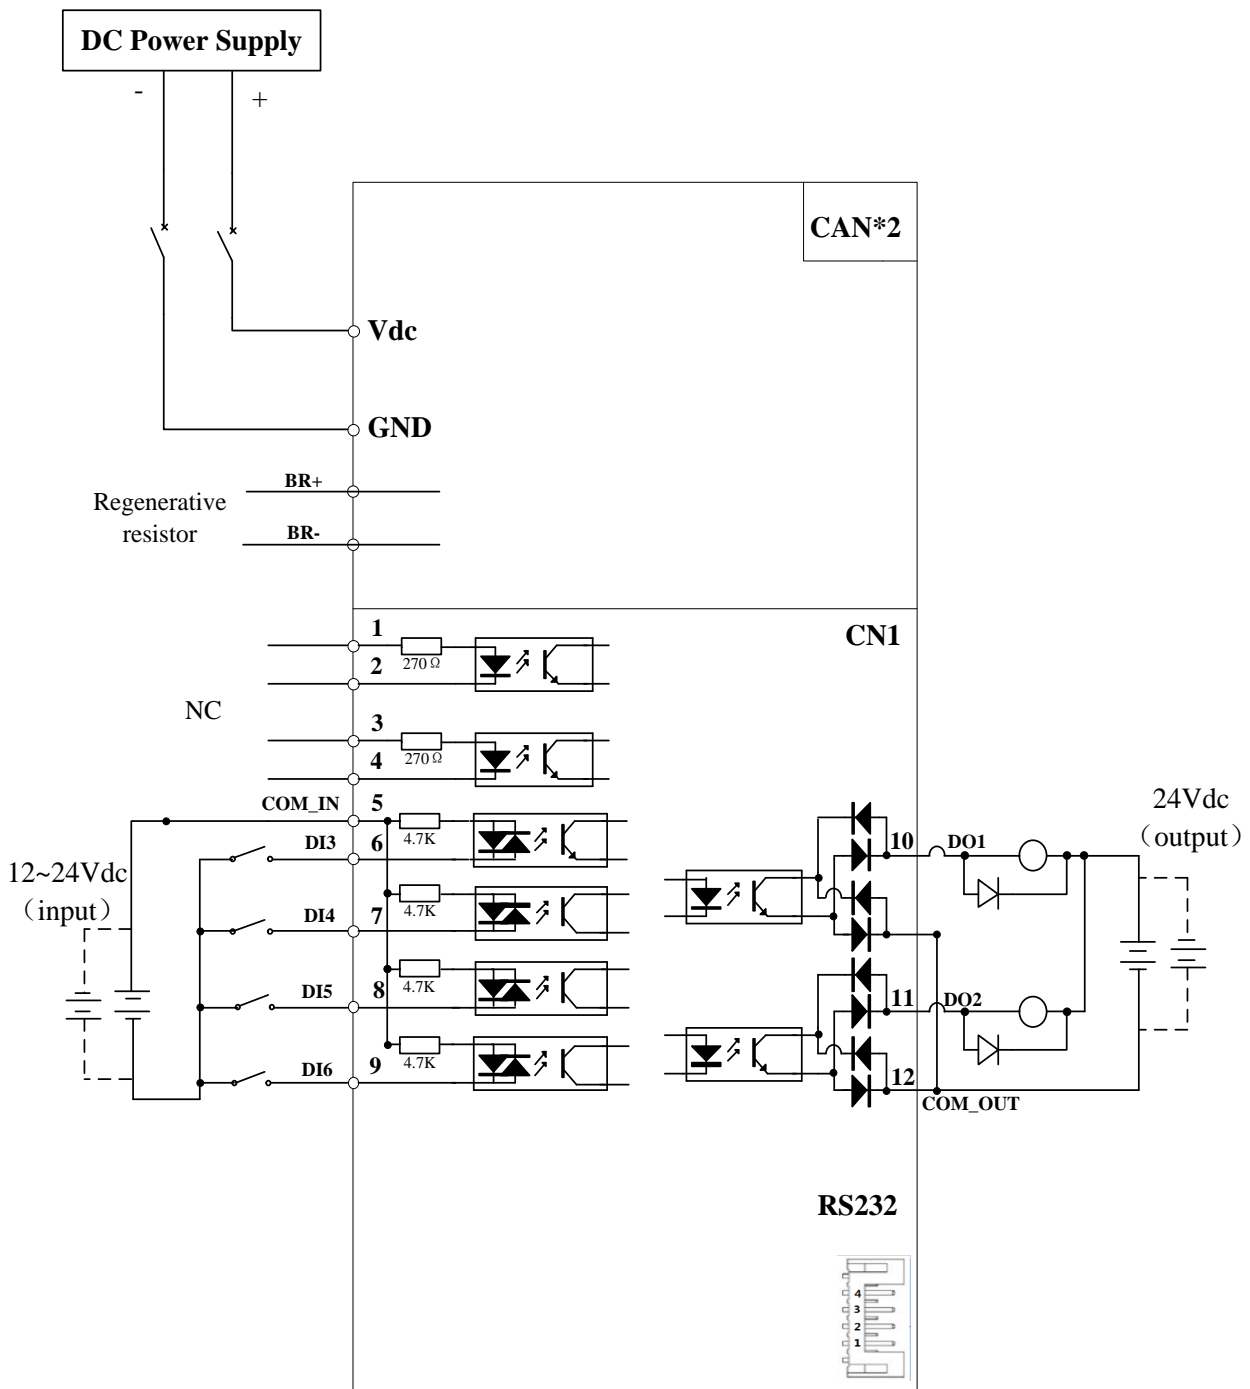 DC Power Supply
-
+
CAN*2
Vdc
GND
BR+
Regenerative
resistor
BR-
CN1
1
270Ω
2
NC
3
270Ω
4
COM_IN
5
4.7K
DI3
6
12~24Vdc
（input）
DI4
7
4.7K
DI5
8
4.7K
DI6
9
4.7K
10
DO1
24Vdc
（output）
11
DO2
12
COM_OUT
RS232
4
3
2
1